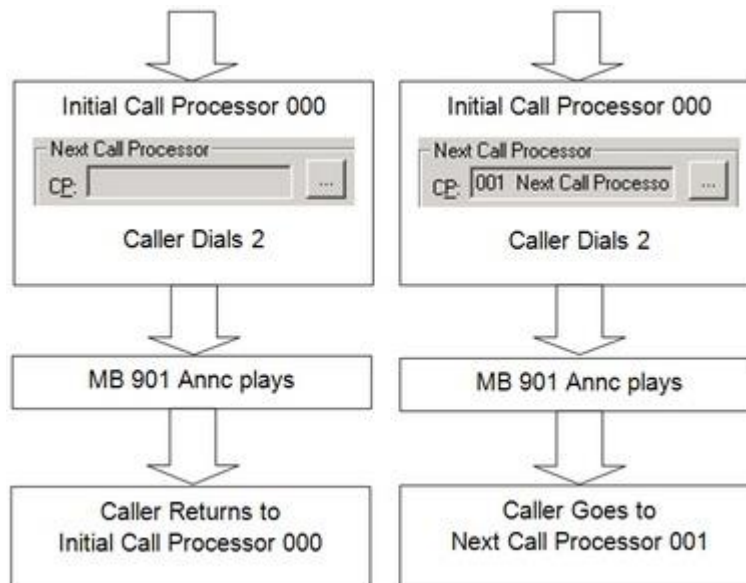 Initial Call Processor 000
Next Call Processor
CP:
...
Caller Dials 2
MB 901 Annc plays
Caller Returns to
Initial Call Processor 000
Initial Call Processor 000
Next Call Processor
CP: 001 Next Call Processo
...
Caller Dials 2
MB 901 Annc plays
Caller Goes to
Next Call Processor 001